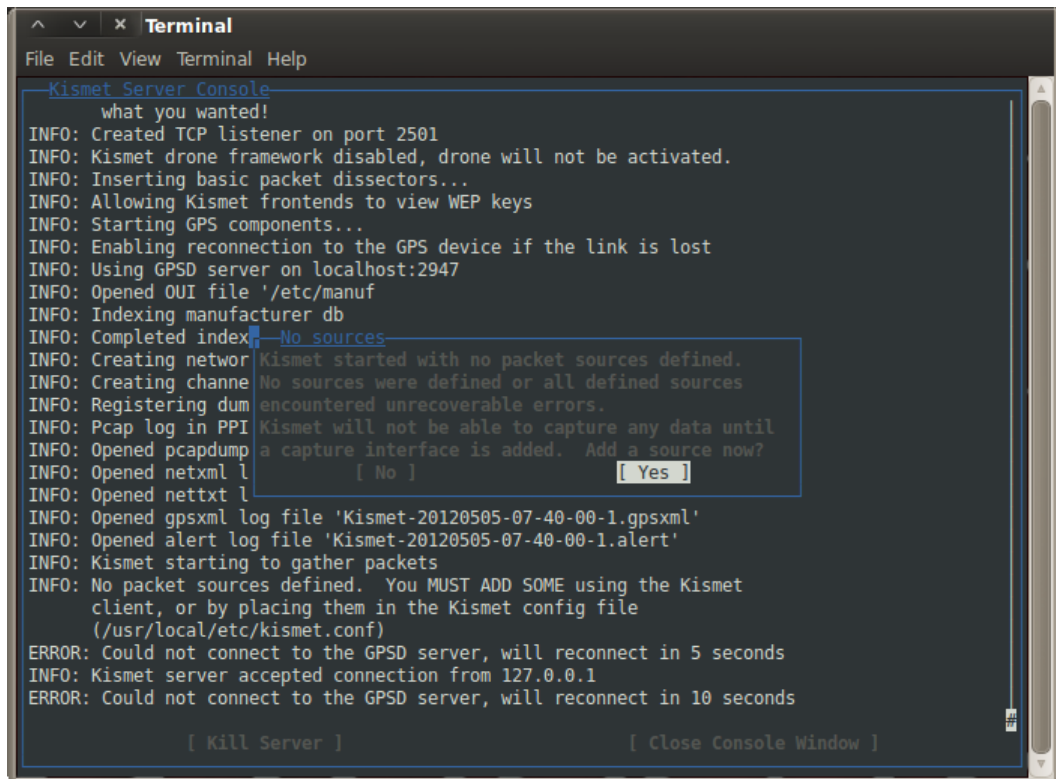 Terminal
File Edit View Terminal Help
Kismet Server Console
what you wanted!
INFO: Created TCP listener on port 2501
INFO: Kismet drone framework disabled, drone will not be activated.
INFO: Inserting basic packet dissectors...
INFO: Allowing Kismet frontends to view WEP keys
INFO: Starting GPS components...
INFO: Enabling reconnection to the GPS device if the link is lost
INFO: Using GPSD server on localhost:2947
INFO: Opened OUI file '/etc/manuf
INFO: Indexing manufacturer db
INFO: Completed index
INFO: Creating networ
INFO: Creating channe
INFO: Registering dum
INFO: Pcap log in PPI
INFO: Opened pcapdump
INFO: Opened netxml l
INFO: Opened nettxt l
No sources
Kismet started with no packet sources defined.
No sources were defined or all defined sources
encountered unrecoverable errors.
Kismet will not be able to capture any data until
a capture interface is added.  Add a source now?
[ No ] [ Yes ]
INFO: Opened gpsxml log file 'Kismet-20120505-07-40-00-1.gpsxml'
INFO: Opened alert log file 'Kismet-20120505-07-40-00-1.alert'
INFO: Kismet starting to gather packets
INFO: No packet sources defined.  You MUST ADD SOME using the Kismet
client, or by placing them in the Kismet config file
(/usr/local/etc/kismet.conf)
ERROR: Could not connect to the GPSD server, will reconnect in 5 seconds
INFO: Kismet server accepted connection from 127.0.0.1
ERROR: Could not connect to the GPSD server, will reconnect in 10 seconds
#
[ Kill Server ] [ Close Console Window ]